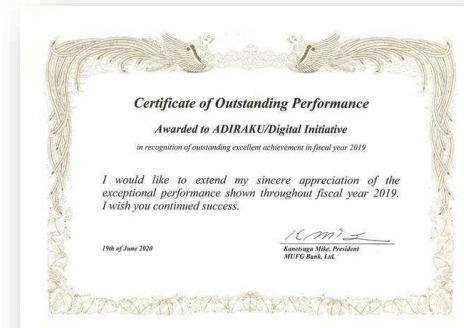 Certificate of Outstanding Performance
Awarded to ADIRAKU/Digital Initiative
in recognition of outstanding excellent achievement in fiscal year 2019
I would like to extend my sincere appreciation of the
exceptional performance shown throughout fiscal year 2019.
I wish you continued success.
K Mike
19th of June 2020
Kanetsugu Mike, President
MUFG Bank, Ltd.